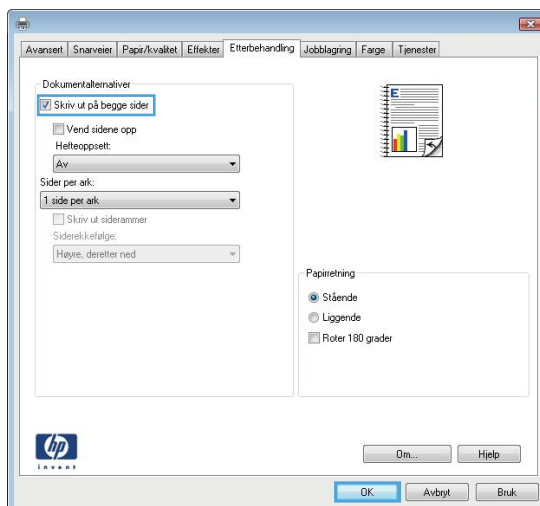 Avansert Snarveier Papir/kvalitet Effekter Etterbehandling Jobblagring Farge Tjenester
Dokumentalternativer
Skriv ut på begge sider
Vend sidene opp
Hefteoppsett:
Av
Sider per ark:
1 side per ark
Skriv ut siderammer
Siderekkefølge:
Høyre, deretter ned
E
Papirretning
Stående
Liggende
Roter 180 grader
hp
invent
Om... Hjelp
OK Avbryt Bruk